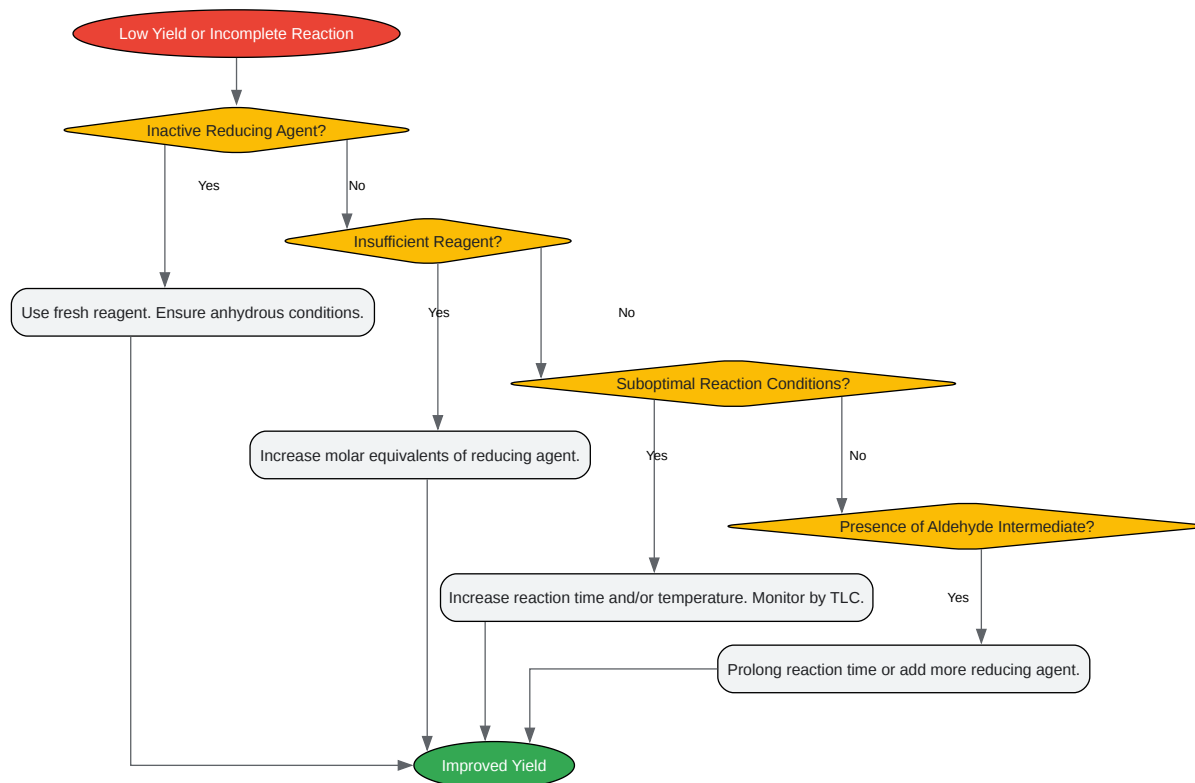 Low Yield or Incomplete Reaction
Inactive Reducing Agent?
Yes
No
Insufficient Reagent?
Use fresh reagent. Ensure anhydrous conditions.
Yes
No
Suboptimal Reaction Conditions?
Increase molar equivalents of reducing agent.
Yes
No
Presence of Aldehyde Intermediate?
Increase reaction time and/or temperature. Monitor by TLC.
Yes
Prolong reaction time or add more reducing agent.
Improved Yield